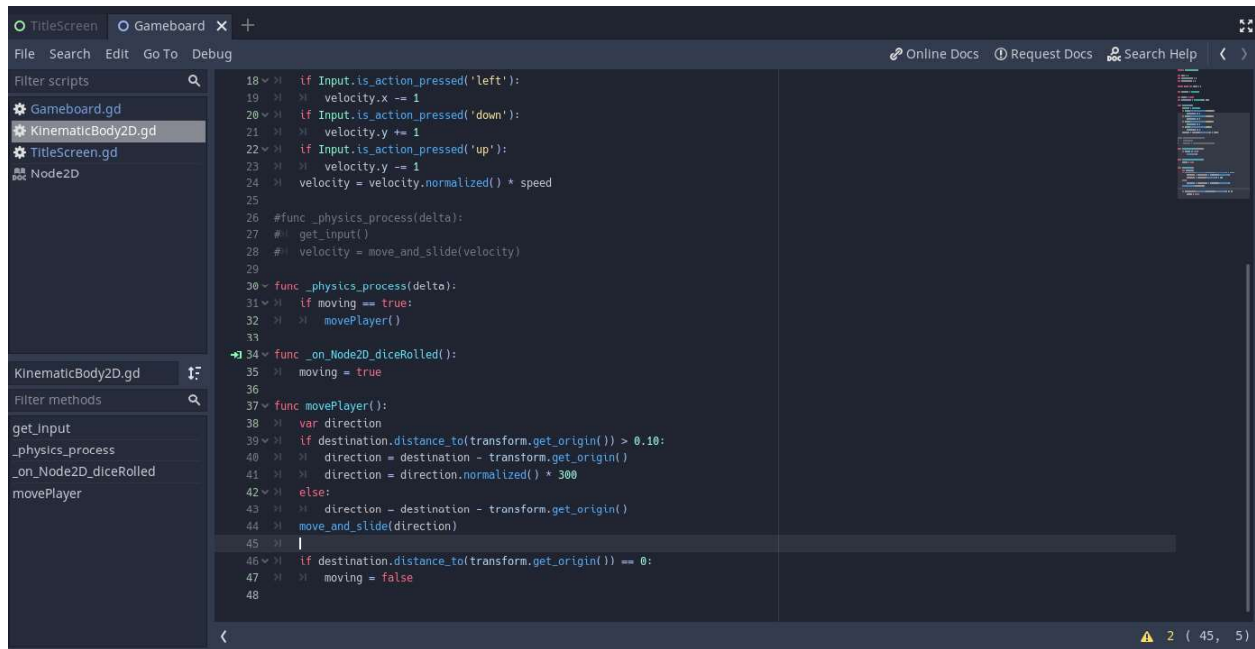 TitleScreen Gameboard
File Search Edit Go To Debug Online Docs Request Docs Search Help
Filter scripts
Gameboard.gd
KinematicBody2D.gd
TitleScreen.gd
Node2D
KinematicBody2D.gd
Filter methods
get_input
_physics_process
_on_Node2D_diceRolled
movePlayer
18 if Input.is_action_pressed('left'):
19 velocity.x -= 1
20 if Input.is_action_pressed('down'):
21 velocity.y += 1
22 if Input.is_action_pressed('up'):
23 velocity.y -= 1
24 velocity = velocity.normalized() * speed
25
26 #func _physics_process(delta):
27 # get_input()
28 # velocity = move_and_slide(velocity)
29
30 func _physics_process(delta):
31 if moving == true:
32 movePlayer()
33
34 func _on_Node2D_diceRolled():
35 moving = true
36
37 func movePlayer():
38 var direction
39 if destination.distance_to(transform.get_origin()) > 0.10:
40 direction = destination - transform.get_origin()
41 direction = direction.normalized() * 300
42 else:
43 direction = destination - transform.get_origin()
44 move_and_slide(direction)
45
46 if destination.distance_to(transform.get_origin()) == 0:
47 moving = false
48
2 ( 45, 5)